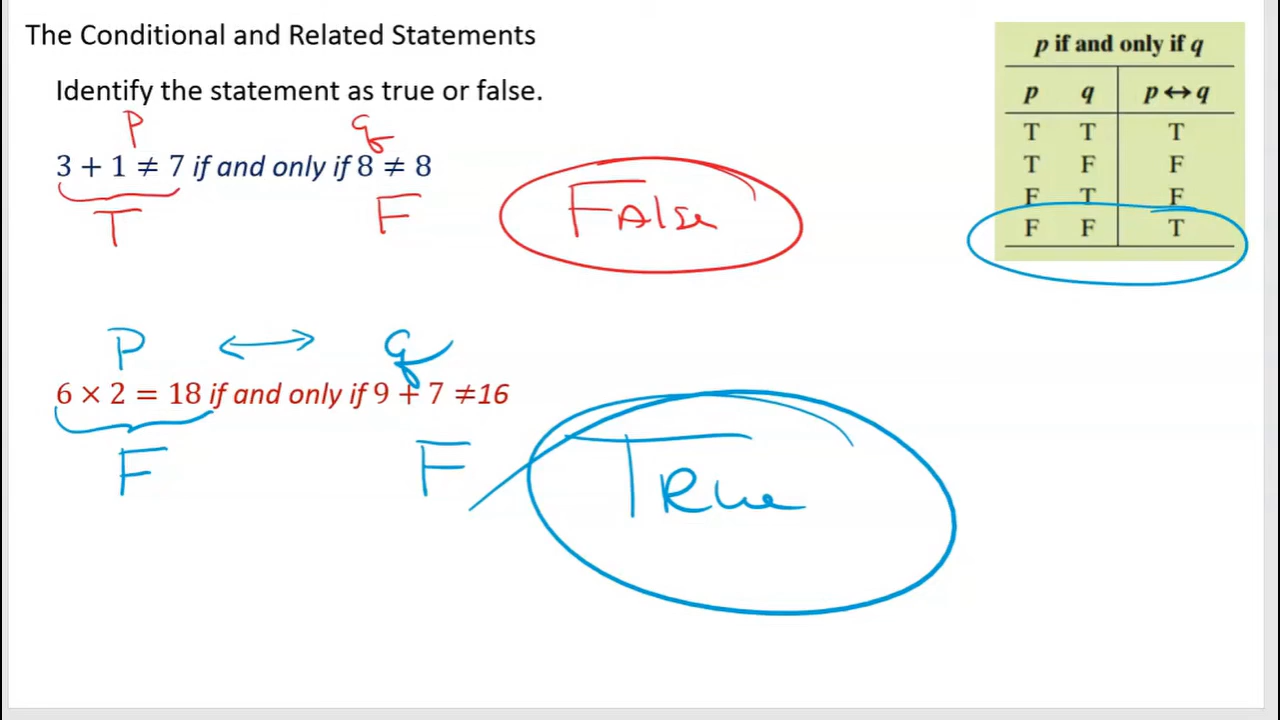 The Conditional and Related Statements
Identify the statement as true or false.
P q
3 + 1 ≠ 7 if and only if 8 ≠ 8
T F
False
P ↔ q
6 × 2 = 18 if and only if 9 + 7 ≠16
F F
True
p if and only if q
p q p↔q
T T T
T F F
F T F
F F T